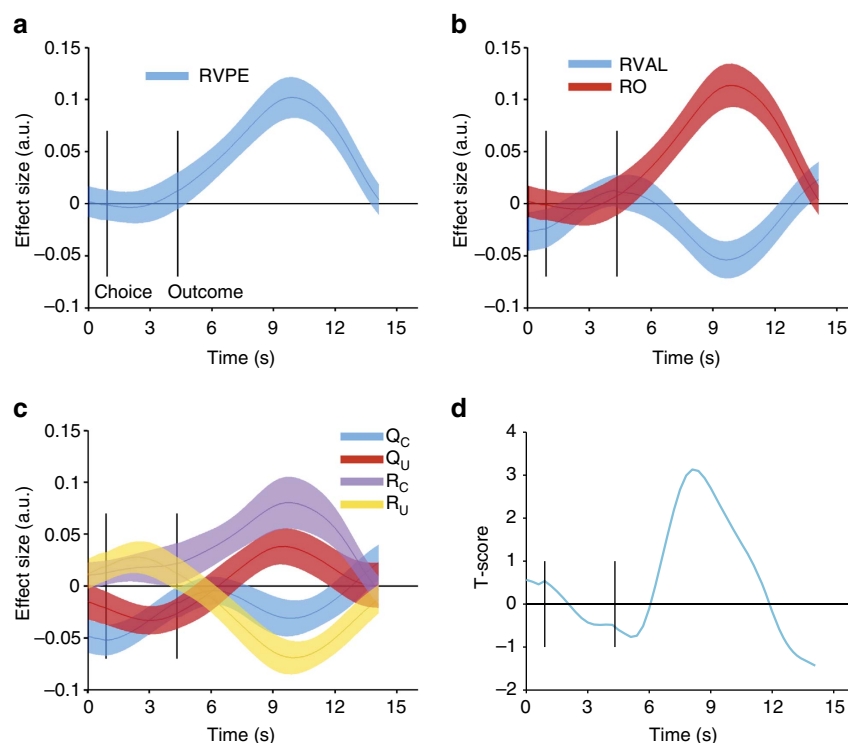 a
RVPE
Effect size (a.u.)
0.15
0.1
0.05
0
−0.05
−0.1
Choice
Outcome
0 3 6 9 12 15
Time (s)
b
RVAL
RO
Effect size (a.u.)
0.15
0.1
0.05
0
−0.05
−0.1
0 3 6 9 12 15
Time (s)
c
Q_C
Q_U
R_C
R_U
Effect size (a.u.)
0.15
0.1
0.05
0
−0.05
−0.1
0 3 6 9 12 15
Time (s)
d
T-score
4
3
2
1
0
−1
−2
0 3 6 9 12 15
Time (s)